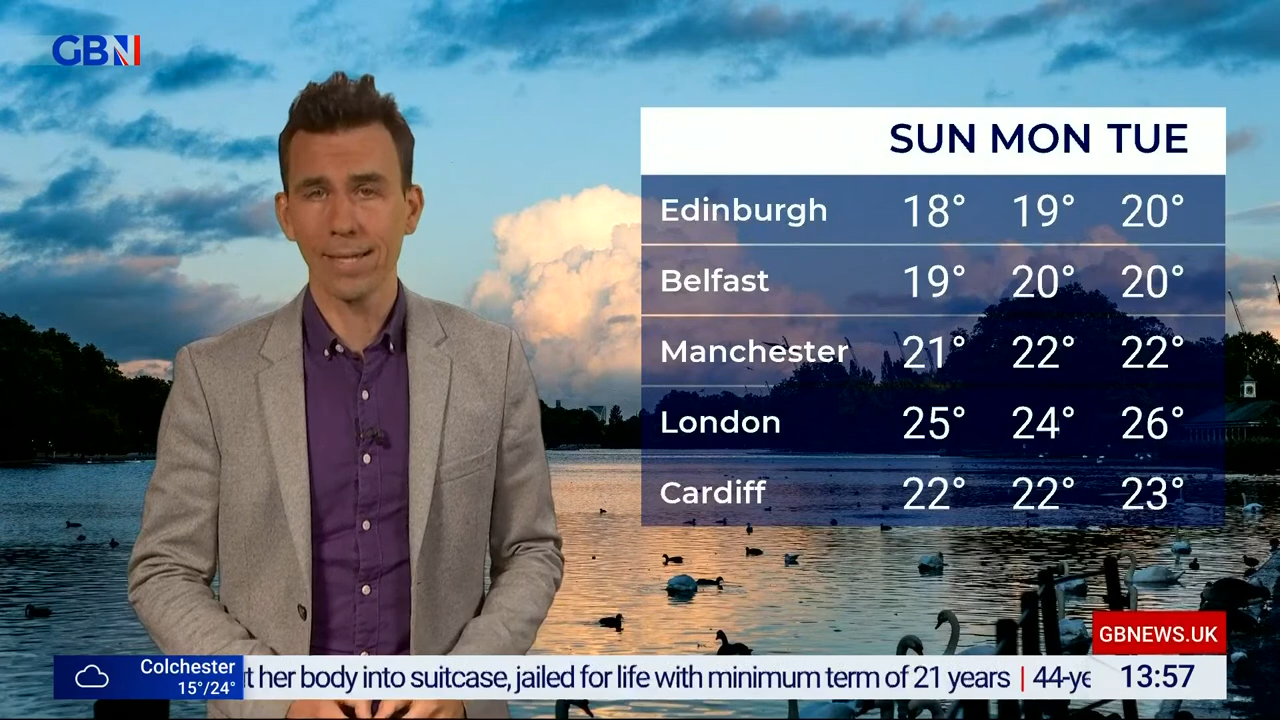 GBN
SUN MON TUE
Edinburgh 18° 19° 20°
Belfast 19° 20° 20°
Manchester 21° 22° 22°
London 25° 24° 26°
Cardiff 22° 22° 23°
GBNEWS.UK
Colchester
15°/24°
her body into suitcase, jailed for life with minimum term of 21 years | 44-ye
13:57